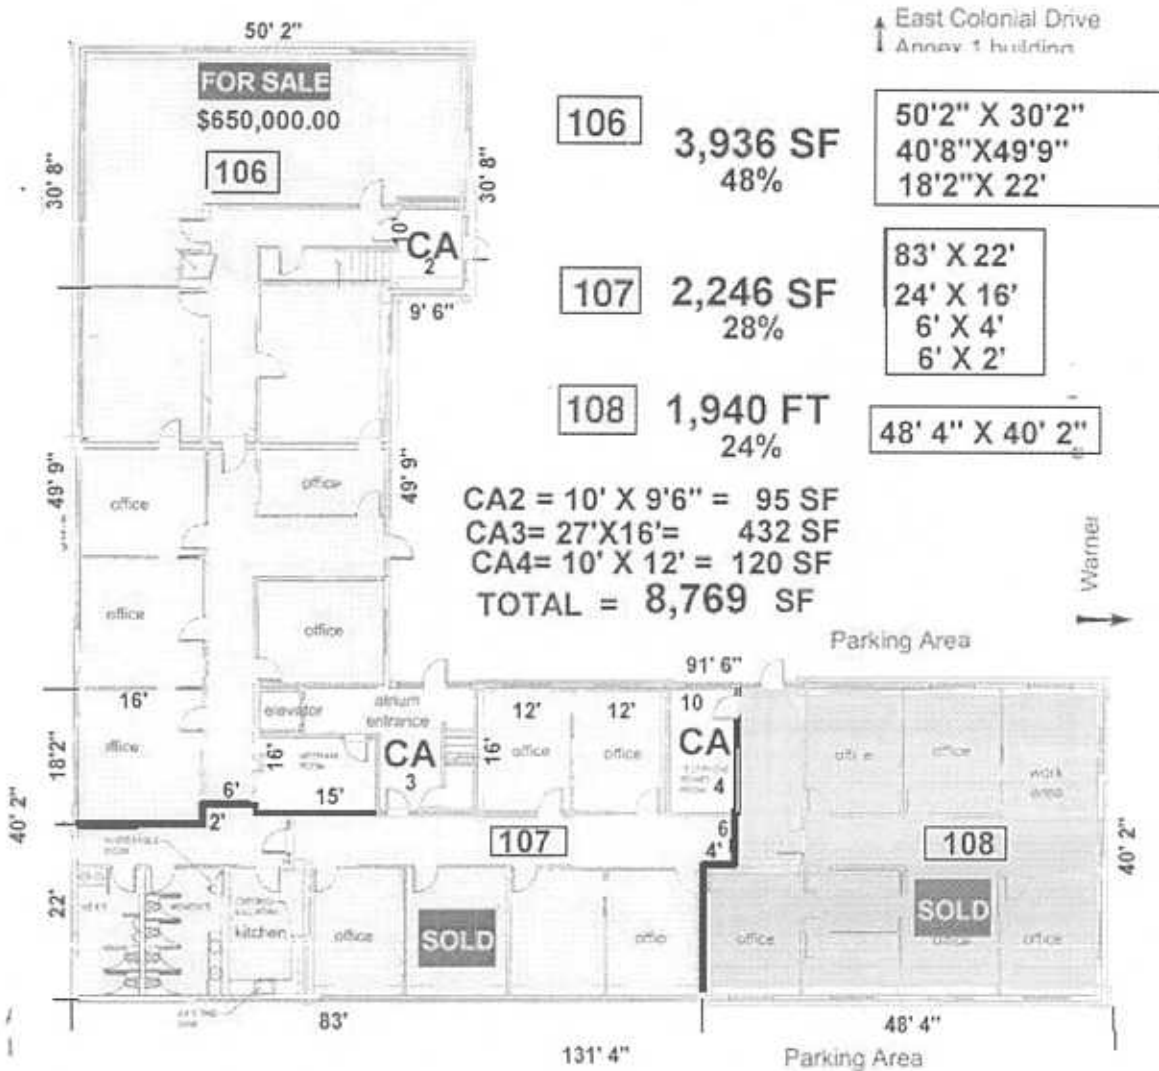 50' 2"
East Colonial Drive
Annex 1 building
FOR SALE
$650,000.00
106
30' 8"
30' 8"
106
3,936 SF
48%
50'2" X 30'2"
40'8"X49'9"
18'2"X 22'
10'
CA
2
9' 6"
107
2,246 SF
28%
83' X 22'
24' X 16'
6' X 4'
6' X 2'
108
1,940 FT
24%
48' 4" X 40' 2"
49' 9"
49' 9"
office
office
CA2 = 10' X 9'6" = 95 SF
CA3= 27'X16'= 432 SF
CA4= 10' X 12' = 120 SF
TOTAL = 8,769 SF
Warner
office
office
Parking Area
91' 6"
16'
elevator
atrium
entrance
12'
12'
10
18'2"
office
16'
CA
3
16'
office
office
CA
4
office
office
work
area
40' 2"
6'
2'
15'
107
6
4'
108
40' 2"
22'
kitchen
office
SOLD
offic
office
SOLD
office
office
83'
48' 4"
131' 4"
Parking Area